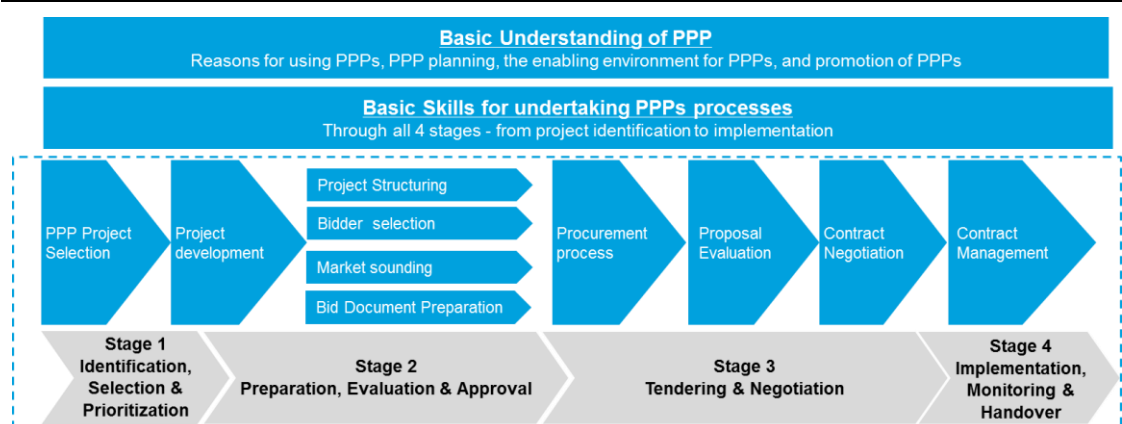 Basic Understanding of PPP
Reasons for using PPPs, PPP planning, the enabling environment for PPPs, and promotion of PPPs
Basic Skills for undertaking PPPs processes
Through all 4 stages - from project identification to implementation
PPP Project
Selection
Project
development
Project Structuring
Bidder selection
Market sounding
Bid Document Preparation
Procurement
process
Proposal
Evaluation
Contract
Negotiation
Contract
Management
Stage 1
Identification,
Selection &
Prioritization
Stage 2
Preparation, Evaluation & Approval
Stage 3
Tendering & Negotiation
Stage 4
Implementation,
Monitoring &
Handover